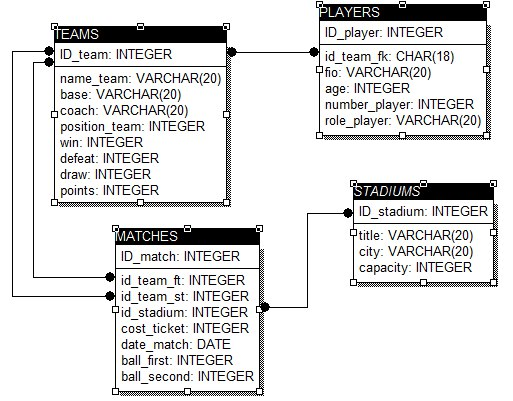 TEAMS
ID_team: INTEGER
name_team: VARCHAR(20)
base: VARCHAR(20)
coach: VARCHAR(20)
position_team: INTEGER
win: INTEGER
defeat: INTEGER
draw: INTEGER
points: INTEGER
PLAYERS
ID_player: INTEGER
id_team_fk: CHAR(18)
fio: VARCHAR(20)
age: INTEGER
number_player: INTEGER
role_player: VARCHAR(20)
STADIUMS
ID_stadium: INTEGER
title: VARCHAR(20)
city: VARCHAR(20)
capacity: INTEGER
MATCHES
ID_match: INTEGER
id_team_ft: INTEGER
id_team_st: INTEGER
id_stadium: INTEGER
cost_ticket: INTEGER
date_match: DATE
ball_first: INTEGER
ball_second: INTEGER